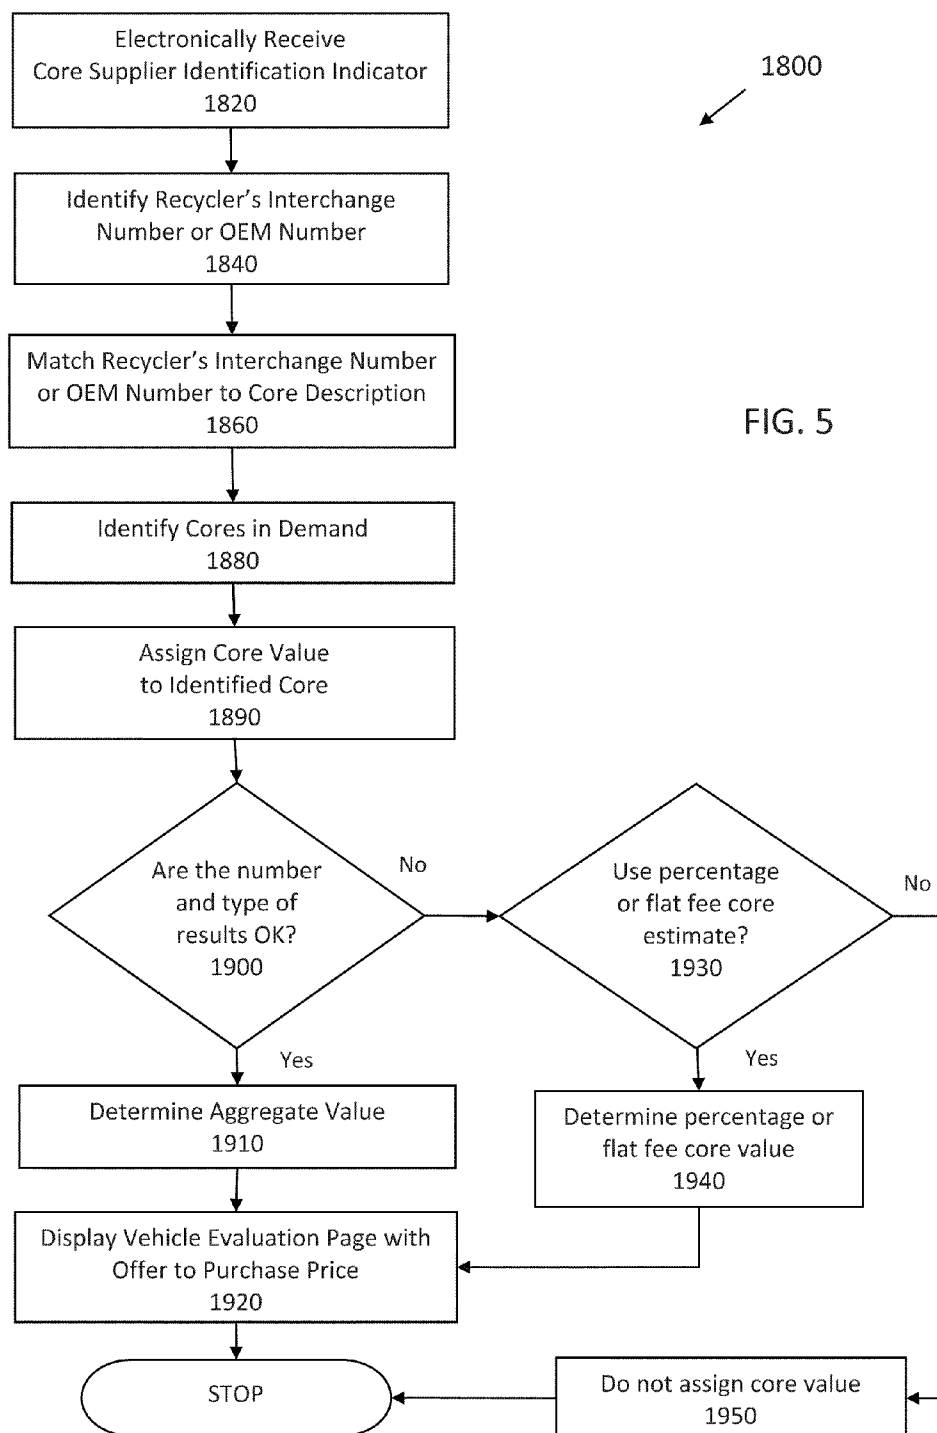 Electronically Receive
Core Supplier Identification Indicator
1820
1800
Identify Recycler's Interchange
Number or OEM Number
1840
Match Recycler's Interchange Number
or OEM Number to Core Description
1860
FIG. 5
Identify Cores in Demand
1880
Assign Core Value
to Identified Core
1890
Are the number
and type of
results OK?
1900
No
Use percentage
or flat fee core
estimate?
1930
No
Yes
Yes
Determine Aggregate Value
1910
Determine percentage or
flat fee core value
1940
Display Vehicle Evaluation Page with
Offer to Purchase Price
1920
STOP
Do not assign core value
1950